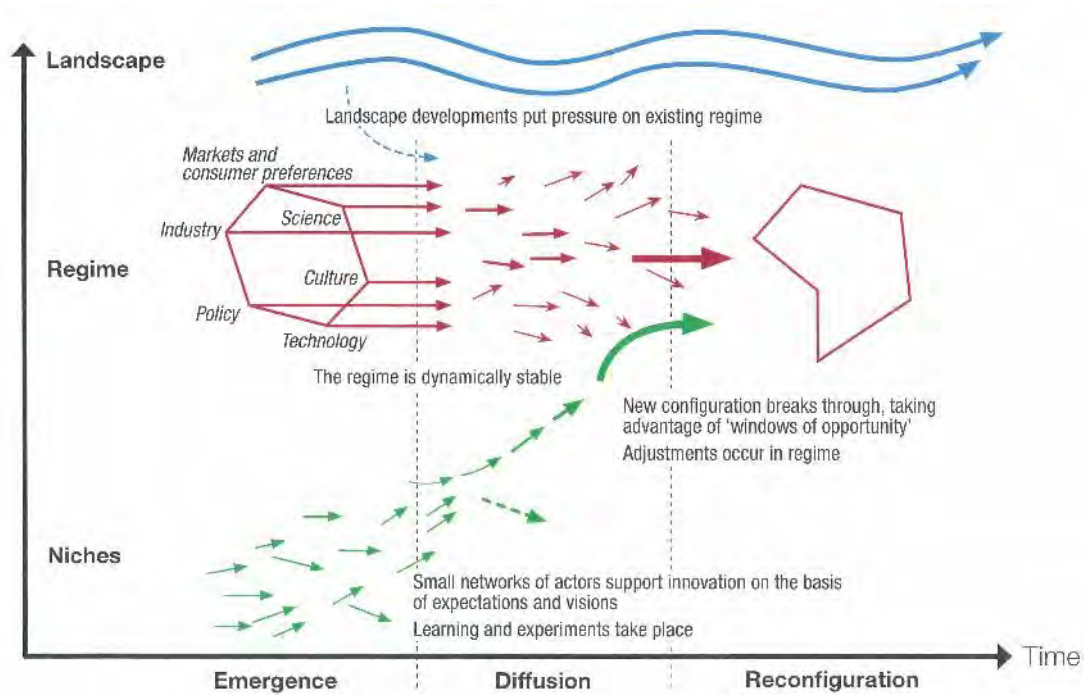 Landscape
Landscape developments put pressure on existing regime
Markets and
consumer preferences
Science
Industry
Regime
Culture
Policy
Technology
The regime is dynamically stable
New configuration breaks through, taking
advantage of 'windows of opportunity'
Adjustments occur in regime
Niches
Small networks of actors support innovation on the basis
of expectations and visions
Learning and experiments take place
Time
Emergence
Diffusion
Reconfiguration